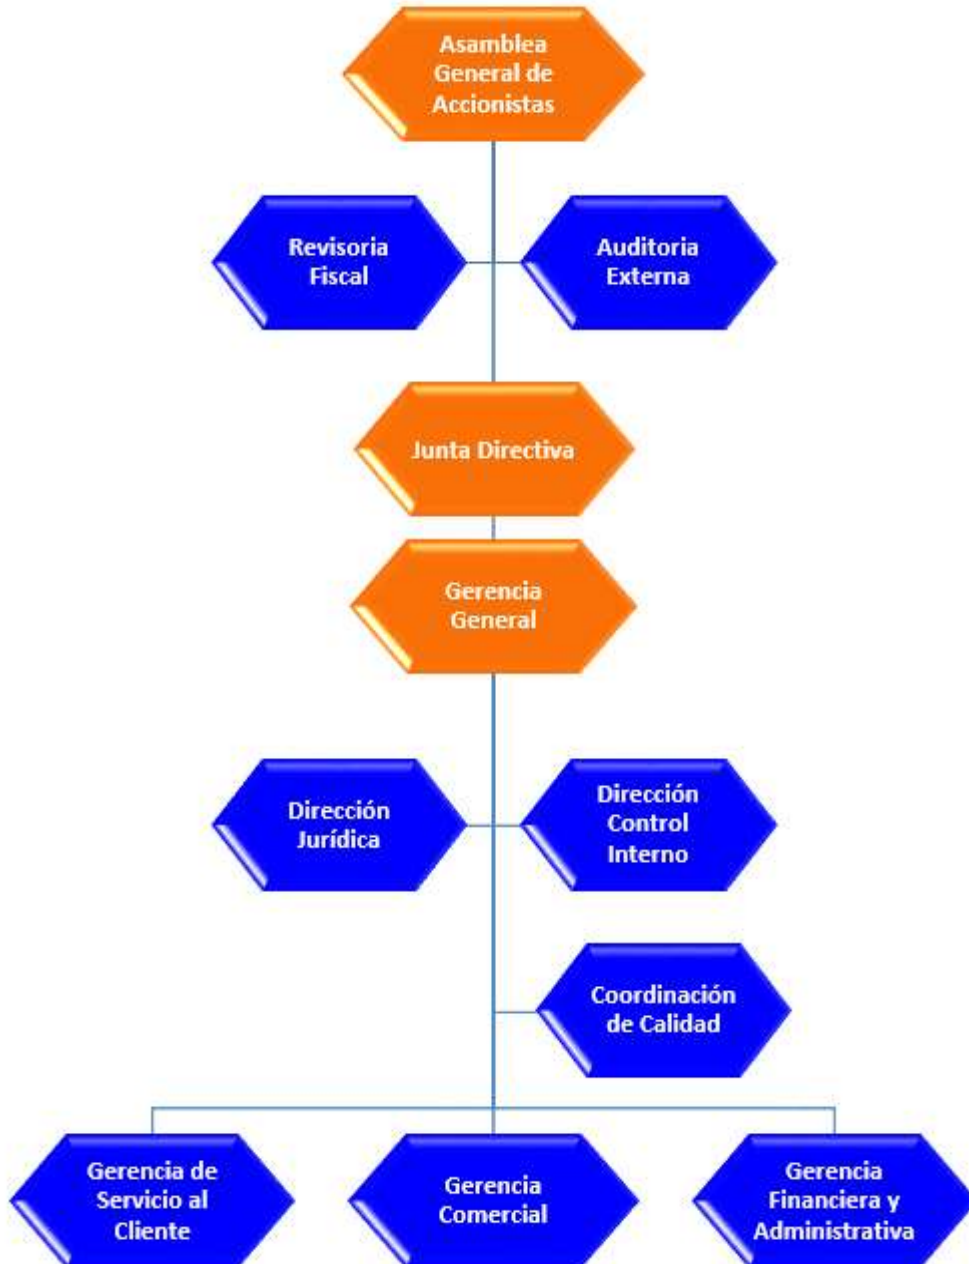 Asamblea
General de
Accionistas
Revisoria
Fiscal
Auditoria
Externa
Junta Directiva
Gerencia
General
Dirección
Jurídica
Dirección
Control
Interno
Coordinación
de Calidad
Gerencia de
Servicio al
Cliente
Gerencia
Comercial
Gerencia
Financiera y
Administrativa